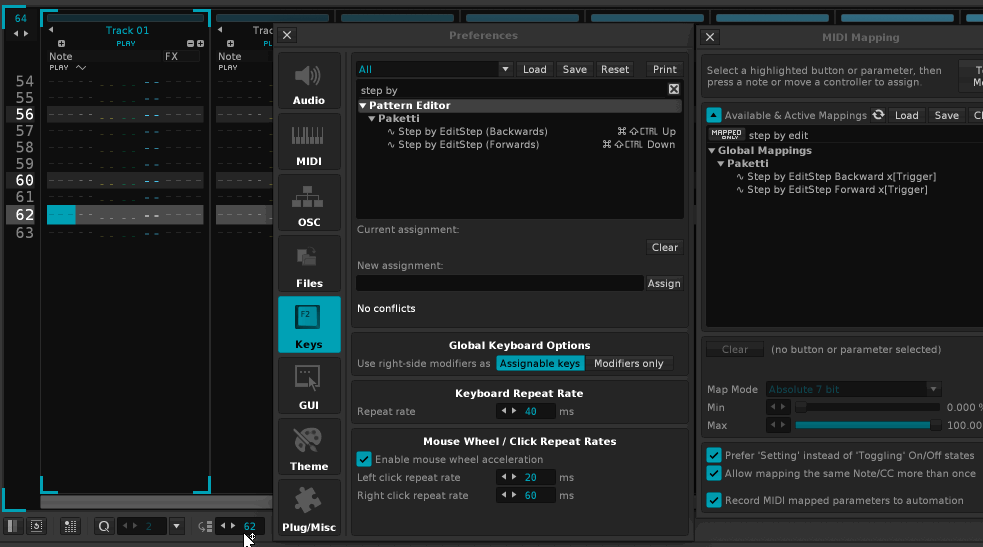 64
Track 01
PLAY
Note
FX
PLAY
Note
PLAY
54
55
56
57
58
59
60
61
62
63
Q
2
62
Preferences
Audio
MIDI
OSC
Files
F2
Keys
GUI
Theme
Plug/Misc
All
Load
Save
Reset
Print
step by
Pattern Editor
Paketti
Step by EditStep (Backwards) ⌘ ⇧CTRL Up
Step by EditStep (Forwards) ⌘ ⇧CTRL Down
Current assignment:
Clear
New assignment:
Assign
No conflicts
Global Keyboard Options
Use right-side modifiers as Assignable keys Modifiers only
Keyboard Repeat Rate
Repeat rate 40 ms
Mouse Wheel / Click Repeat Rates
Enable mouse wheel acceleration
Left click repeat rate 20 ms
Right click repeat rate 60 ms
MIDI Mapping
Select a highlighted button or parameter, then
press a note or move a controller to assign.
Available & Active Mappings Load Save
MAPPED
ONLY
step by edit
Global Mappings
Paketti
Step by EditStep Backward x[Trigger]
Step by EditStep Forward x[Trigger]
Clear (no button or parameter selected)
Map Mode Absolute 7 bit
Min 0.000 %
Max 100.00
Prefer 'Setting' instead of 'Toggling' On/Off states
Allow mapping the same Note/CC more than once
Record MIDI mapped parameters to automation